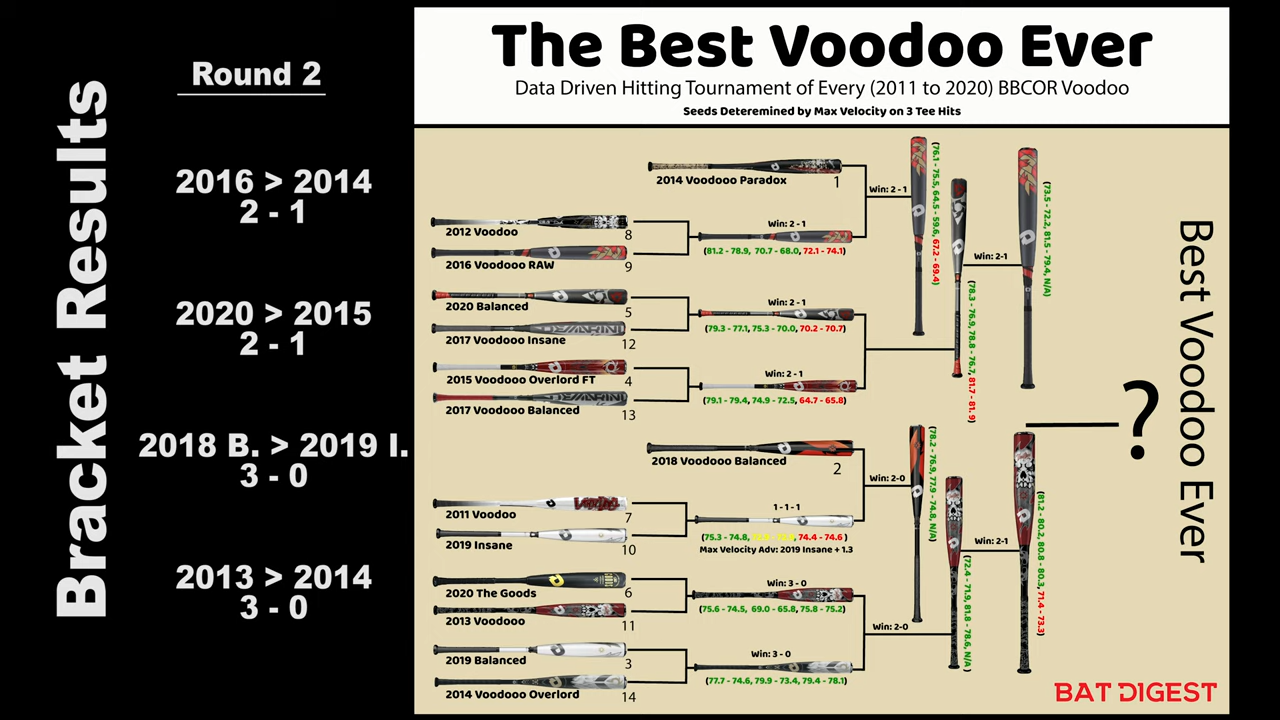 Bracket Results
Round 2
2016 > 2014
2 - 1
2020 > 2015
2 - 1
2018 B. > 2019 I.
3 - 0
2013 > 2014
3 - 0
The Best Voodoo Ever
Data Driven Hitting Tournament of Every (2011 to 2020) BBCOR Voodoo
Seeds Deteremined by Max Velocity on 3 Tee Hits
2014 Voodooo Paradox
1
2012 Voodoo
8
2016 Voodooo RAW
9
Win: 2 - 1
(81.2 - 78.9, 70.7 - 68.0, 72.1 - 74.1)
Win: 2 - 1
(76.1 - 75.5, 64.5 - 59.6, 67.2 - 69.4)
2020 Balanced
5
2017 Voodooo Insane
12
Win: 2 - 1
(79.3 - 77.1, 75.3 - 70.0, 70.2 - 70.7)
2015 Voodooo Overlord FT
4
2017 Voodooo Balanced
13
Win: 2 - 1
(79.1 - 79.4, 74.9 - 72.5, 64.7 - 65.8)
(78.3 - 76.9, 78.8 - 76.7, 81.7 - 81. 9)
Win: 2-1
(73.5 - 72.2, 81.5 - 79.4, N/A)
2018 Voodooo Balanced
2
2011 Voodoo
7
2019 Insane
10
1 - 1 - 1
(75.3 - 74.8, 74.4 - 74.6)
Max Velocity Adv: 2019 Insane + 1.3
Win: 2-0
(78.2 - 76.9, 77.9 - 74.8, N/A)
2020 The Goods
6
2013 Voodooo
11
Win: 3 - 0
(75.6 - 74.5, 69.0 - 65.8, 75.8 - 75.2)
2019 Balanced
3
2014 Voodooo Overlord
14
Win: 3 - 0
(77.7 - 74.6, 79.9 - 73.4, 79.4 - 78.1)
Win: 2-0
(72.4 - 71.9, 81.8 - 78.6, N/A)
Win: 2-1
(81.2 - 80.2, 80.8 - 80.3, 71.4 - 73.3)
?
Best Voodoo Ever
BAT DIGEST